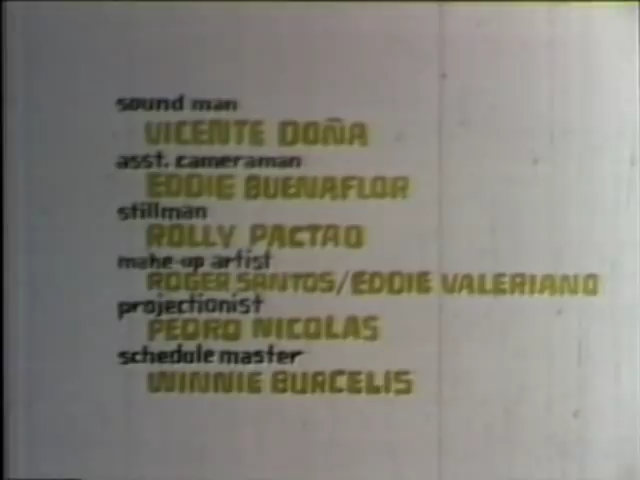 sound man
VICENTE DOÑA
asst. cameraman
EDDIE BUENAFLOR
stillman
ROLLY PACTAO
make-up artist
ROGER SANTOS/EDDIE VALERIANO
projectionist
PEDRO NICOLAS
schedule master
WINNIE BURCELIS